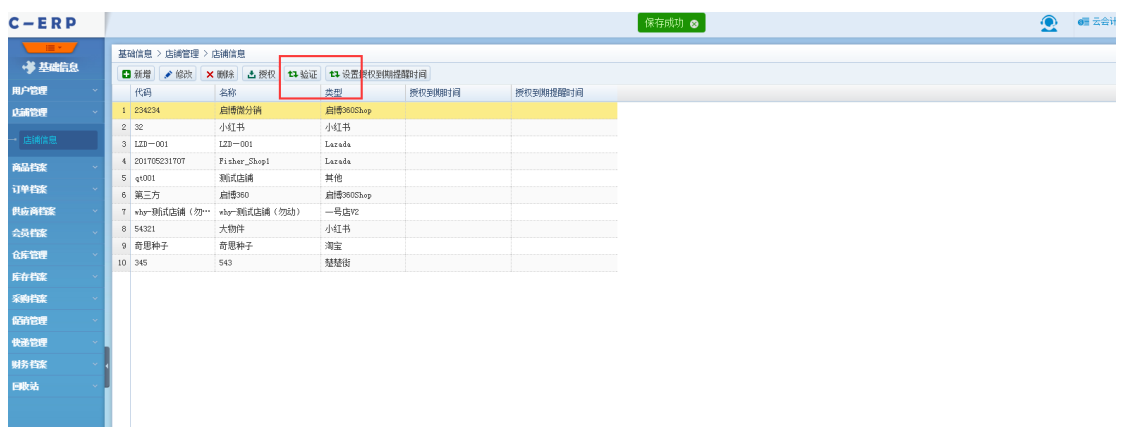 C-ERP
保存成功
云会计
基础信息
基础信息 > 店铺管理 > 店铺信息
新增 修改 删除 授权 验证 设置授权到期提醒时间
用户管理
店铺管理
店铺信息
商品档案
订单档案
供应商档案
会员档案
仓库管理
库存档案
采购档案
促销管理
快递管理
财务档案
回收站
代码 名称 类型 授权到期时间 授权到期提醒时间
1 234234 启博微分销 启博360Shop
2 32 小红书 小红书
3 LZD-001 LZD-001 Lazada
4 201705231707 Fisher_Shop1 Lazada
5 qt001 测试店铺 其他
6 第三方 启博360 启博360Shop
7 why-测试店铺（勿… why-测试店铺（勿动） 一号店V2
8 54321 大物件 小红书
9 奇思种子 奇思种子 淘宝
10 345 543 楚楚街